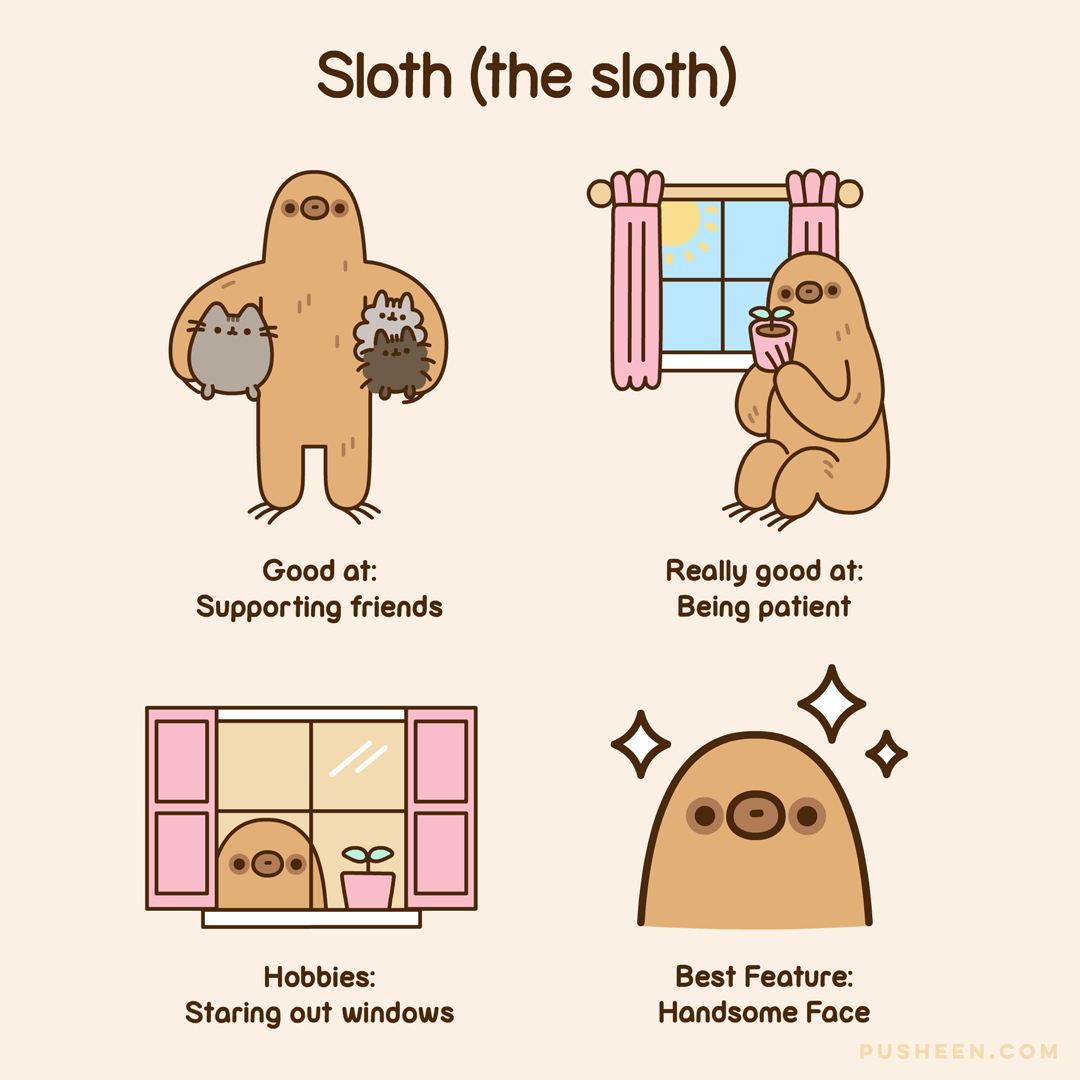 Sloth (the sloth)
Good at:
Supporting friends
Really good at:
Being patient
Hobbies:
Staring out windows
Best Feature:
Handsome Face
PUSHEEN.COM